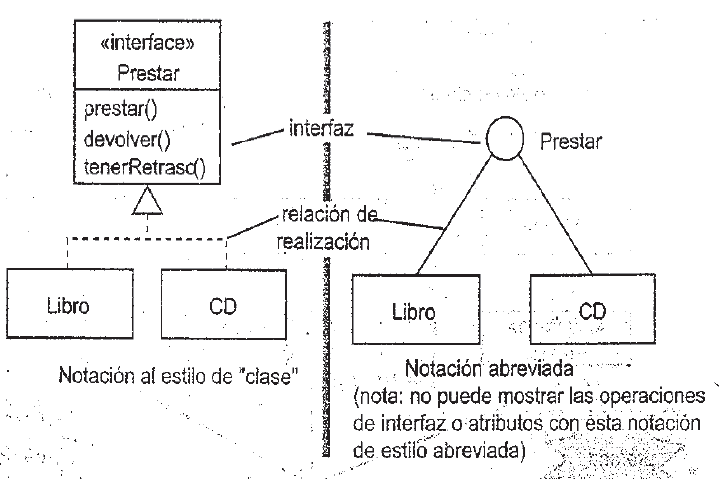 «interface»
Prestar
prestar()
devolver()
tenerRetraso()
interfaz
Prestar
relación de
realización
Libro
CD
Libro
CD
Notación al estilo de "clase"
Notación abreviada
(nota: no puede mostrar las operaciones
de interfaz o atributos con esta notación
de estilo abreviada)